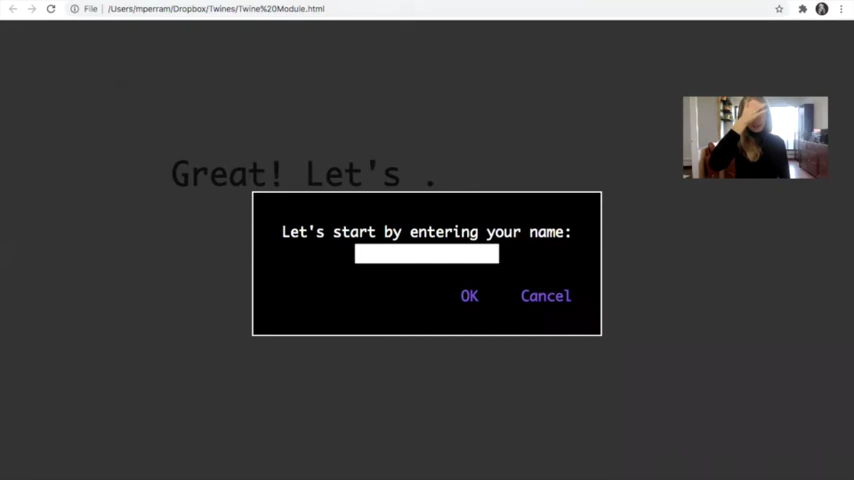 File
/Users/mperram/Dropbox/Twines/Twine%20Module.html
Great! Let's .
Let's start by entering your name:
OK Cancel